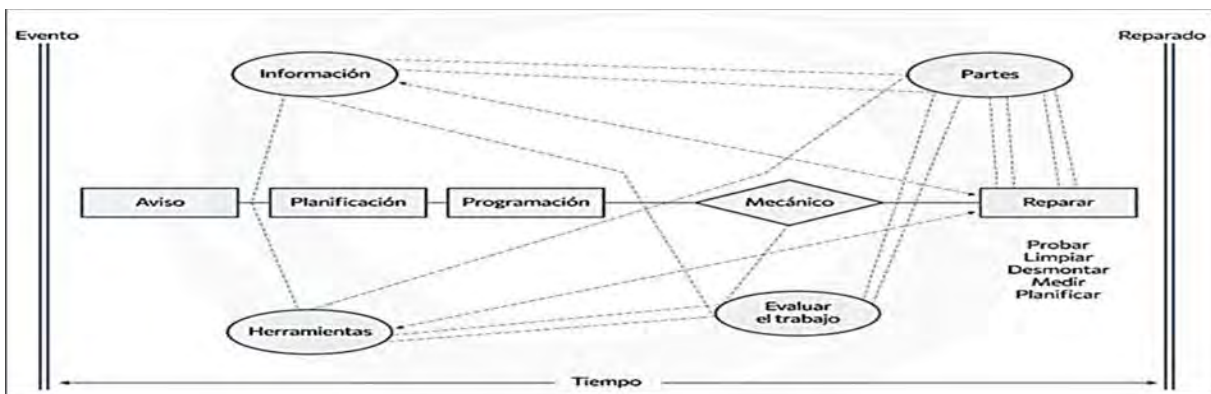 Evento
Reparado
Información
Partes
Aviso
Planificación
Programación
Mecánico
Reparar
Probar
Limpiar
Desmontar
Medir
Planificar
Herramientas
Evaluar
el trabajo
Tiempo